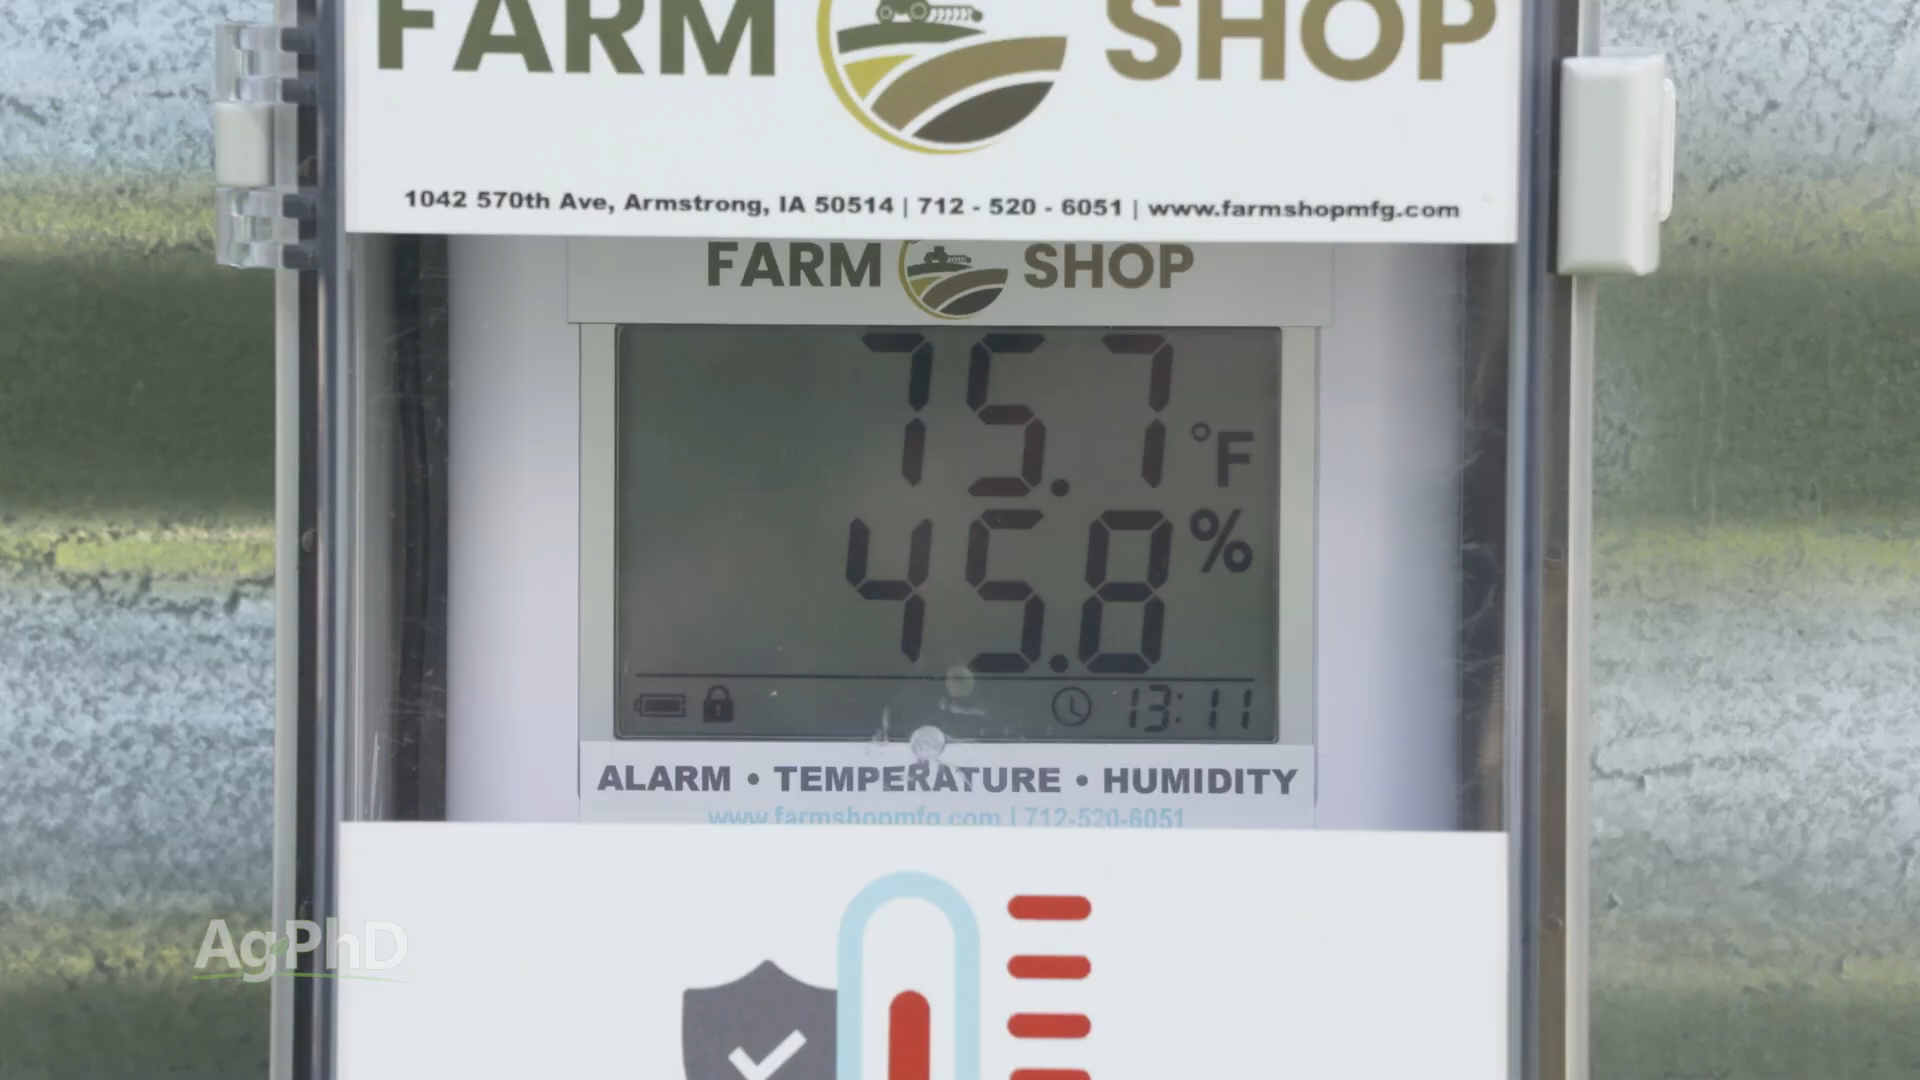 FARM SHOP
1042 570th Ave, Armstrong, IA 50514 | 712 - 520 - 6051 | www.farmshopmfg.com
FARM SHOP
75.7 °F
45.8 %
13:11
ALARM • TEMPERATURE • HUMIDITY
www.farmshopmfg.com | 712-520-6051
AgPhD